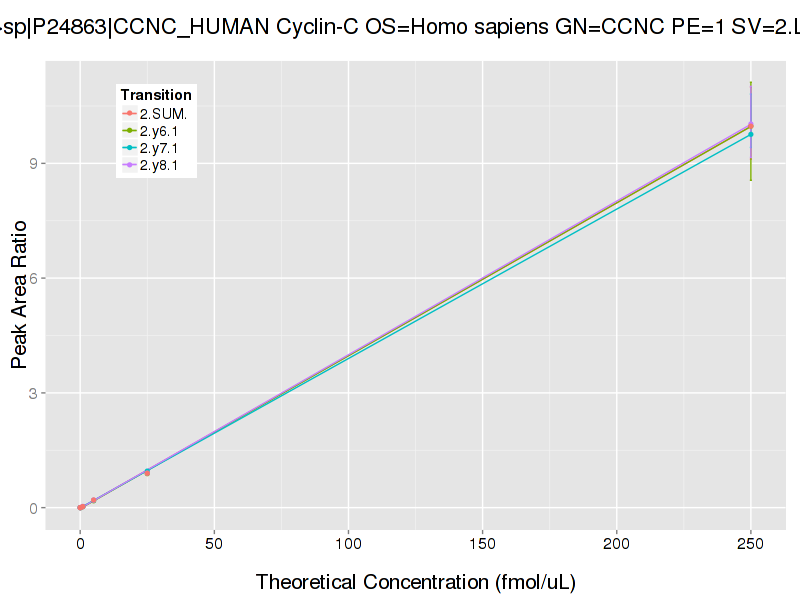 sp|P24863|CCNC_HUMAN Cyclin-C OS=Homo sapiens GN=CCNC PE=1 SV=2.L
Transition
2.SUM.
2.y6.1
2.y7.1
2.y8.1
Peak Area Ratio
9
6
3
0
0 50 100 150 200 250
Theoretical Concentration (fmol/uL)